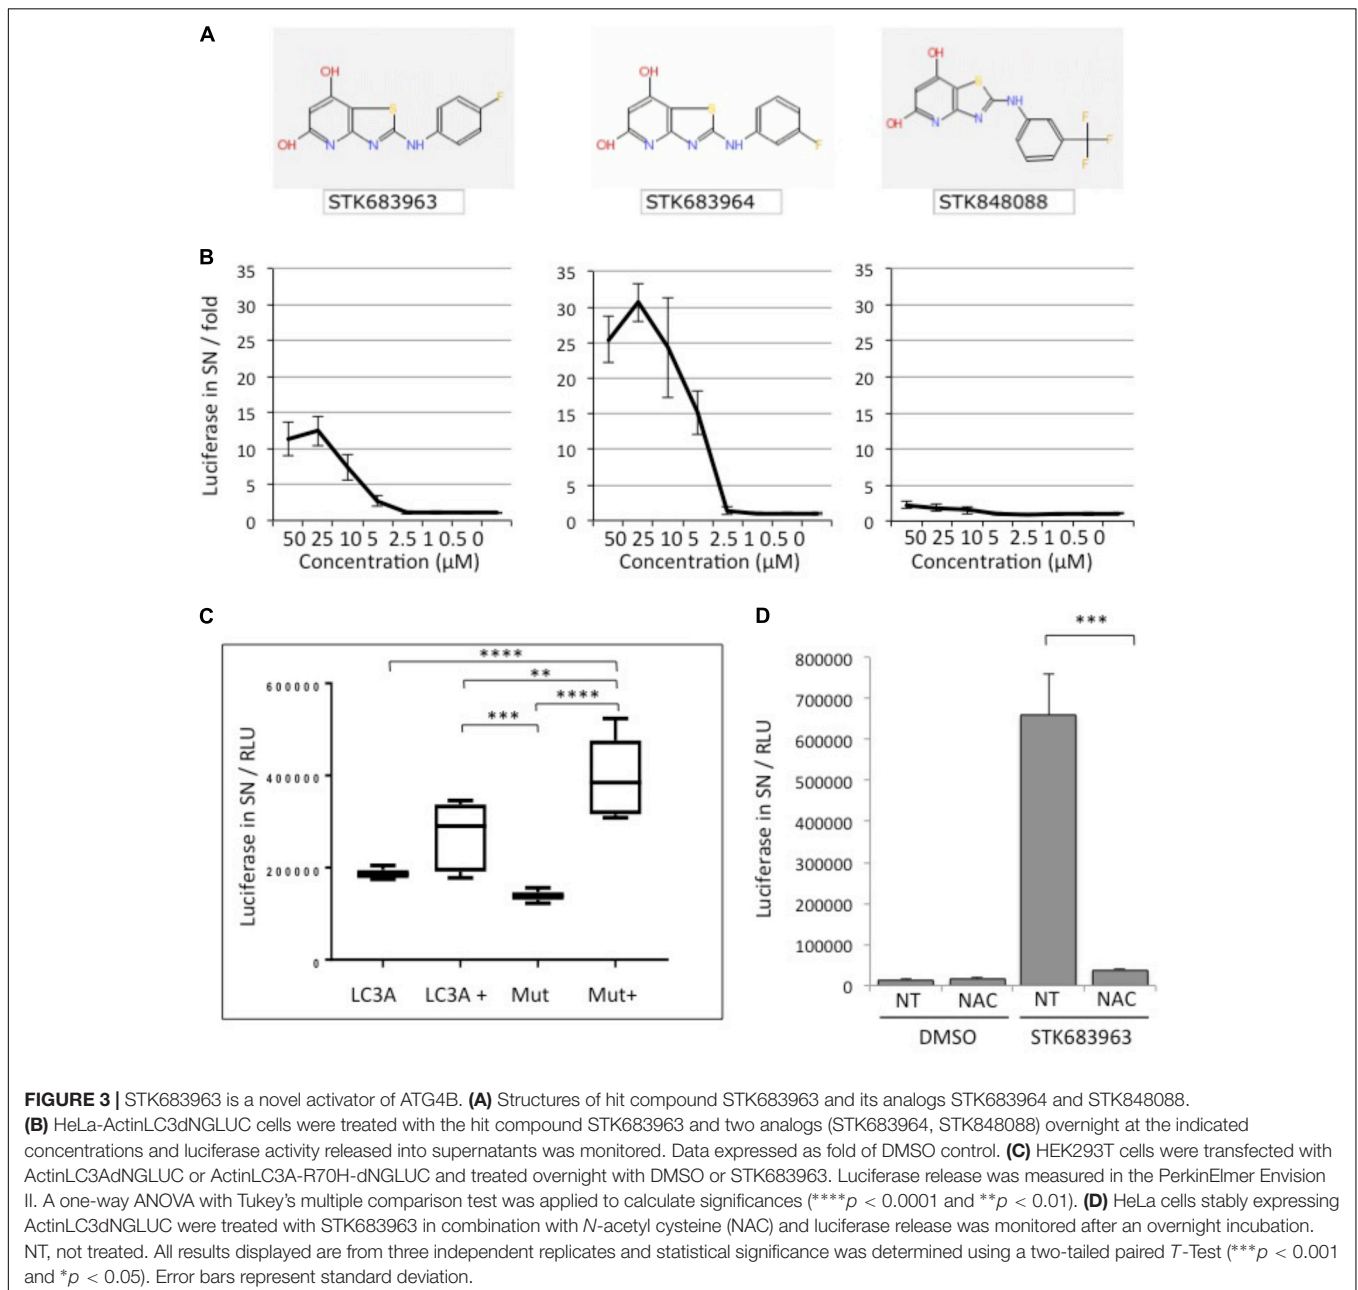 A
OH
OH
N
S
N
NH
F
STK683963
OH
OH
N
S
N
NH
F
STK683964
OH
OH
N
S
N
NH
F
F
F
STK848088
B
Luciferase in SN / fold
35
30
25
20
15
10
5
0
50 25 10 5 2.5 1 0.5 0
Concentration (µM)
35
30
25
20
15
10
5
0
50 25 10 5 2.5 1 0.5 0
Concentration (µM)
35
30
25
20
15
10
5
0
50 25 10 5 2.5 1 0.5 0
Concentration (µM)
C
Luciferase in SN / RLU
600000
400000
200000
0
****
**
****
***
LC3A LC3A + Mut Mut+
D
Luciferase in SN / RLU
800000
700000
600000
500000
400000
300000
200000
100000
0
***
NT NAC NT NAC
DMSO STK683963
FIGURE 3 | STK683963 is a novel activator of ATG4B. (A) Structures of hit compound STK683963 and its analogs STK683964 and STK848088.
(B) HeLa-ActinLC3dNGLUC cells were treated with the hit compound STK683963 and two analogs (STK683964, STK848088) overnight at the indicated
concentrations and luciferase activity released into supernatants was monitored. Data expressed as fold of DMSO control. (C) HEK293T cells were transfected with
ActinLC3AdNGLUC or ActinLC3A-R70H-dNGLUC and treated overnight with DMSO or STK683963. Luciferase release was measured in the PerkinElmer Envision
II. A one-way ANOVA with Tukey's multiple comparison test was applied to calculate significances (****p < 0.0001 and **p < 0.01). (D) HeLa cells stably expressing
ActinLC3dNGLUC were treated with STK683963 in combination with N-acetyl cysteine (NAC) and luciferase release was monitored after an overnight incubation.
NT, not treated. All results displayed are from three independent replicates and statistical significance was determined using a two-tailed paired T-Test (***p < 0.001
and *p < 0.05). Error bars represent standard deviation.